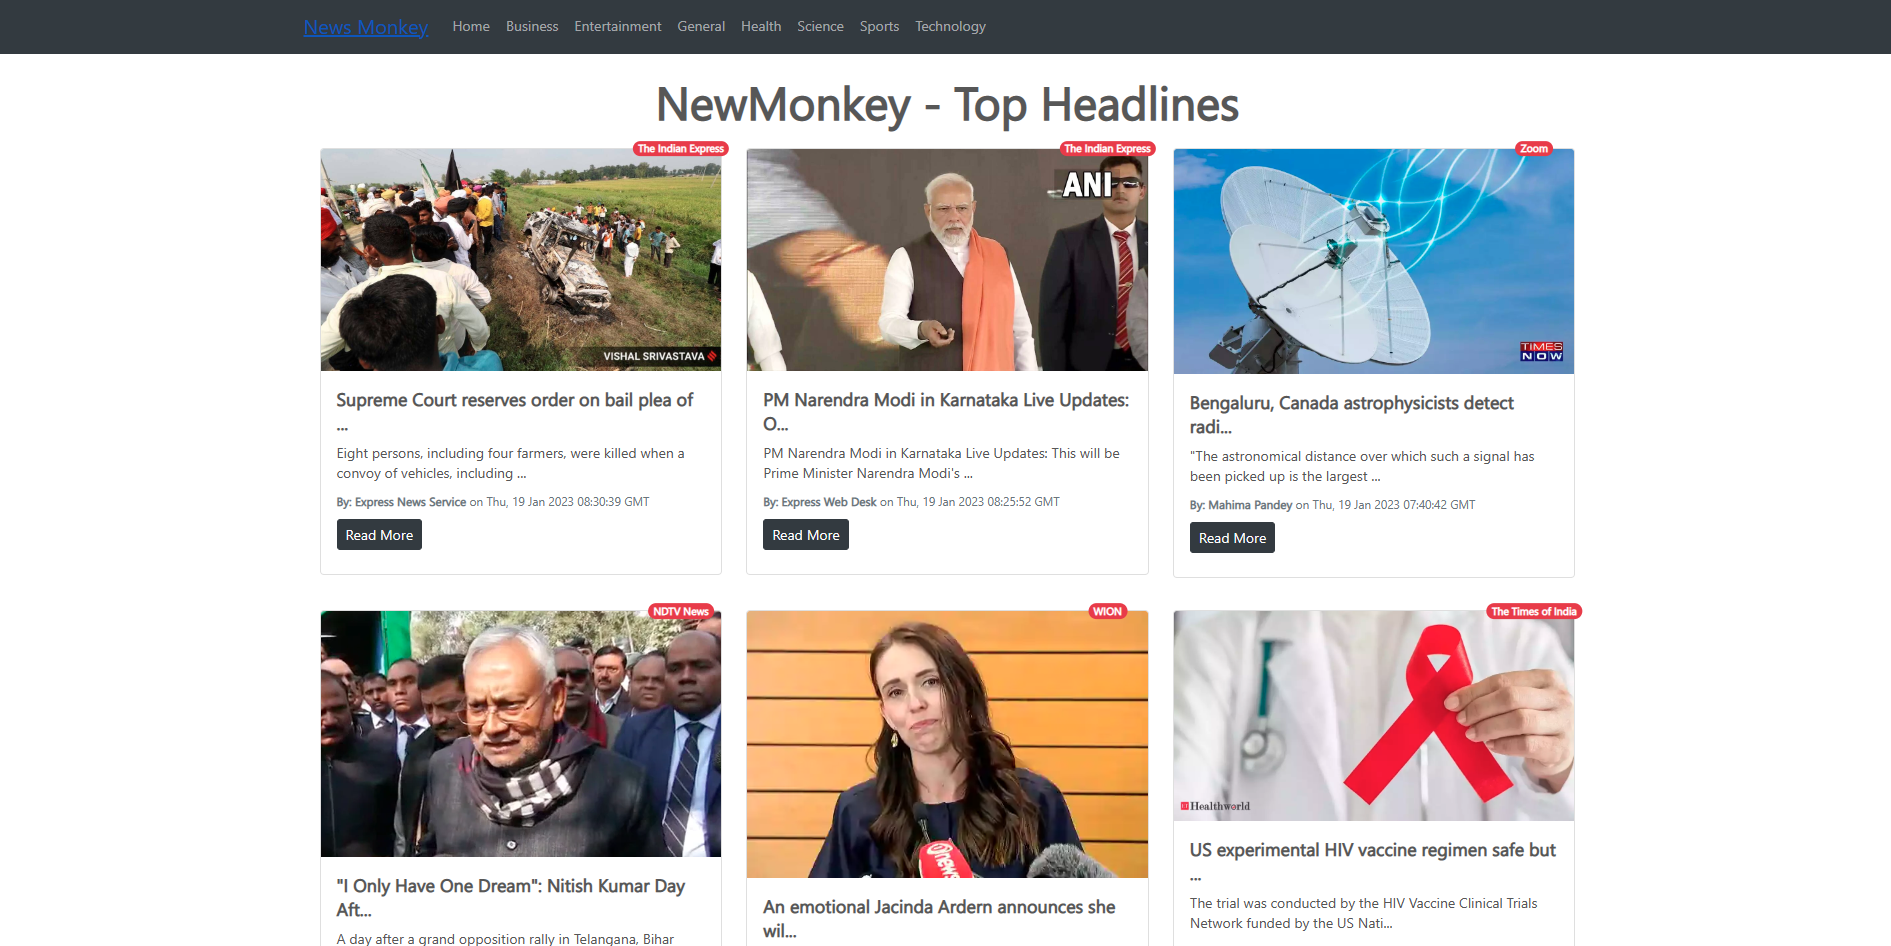 News Monkey Home Business Entertainment General Health Science Sports Technology
NewMonkey - Top Headlines
The Indian Express
ANI
VISHAL SRIVASTAVA
Supreme Court reserves order on bail plea of
...
Eight persons, including four farmers, were killed when a
convoy of vehicles, including ...
By: Express News Service on Thu, 19 Jan 2023 08:30:39 GMT
Read More
The Indian Express
PM Narendra Modi in Karnataka Live Updates:
O...
PM Narendra Modi in Karnataka Live Updates: This will be
Prime Minister Narendra Modi's ...
By: Express Web Desk on Thu, 19 Jan 2023 08:25:52 GMT
Read More
Zoom
TIMES
NOW
Bengaluru, Canada astrophysicists detect
radi...
"The astronomical distance over which such a signal has
been picked up is the largest ...
By: Mahima Pandey on Thu, 19 Jan 2023 07:40:42 GMT
Read More
NDTV News
"I Only Have One Dream": Nitish Kumar Day
Aft...
A day after a grand opposition rally in Telangana, Bihar
WION
news
An emotional Jacinda Ardern announces she
wil...
The Times of India
ET Healthworld
US experimental HIV vaccine regimen safe but
...
The trial was conducted by the HIV Vaccine Clinical Trials
Network funded by the US Nati...